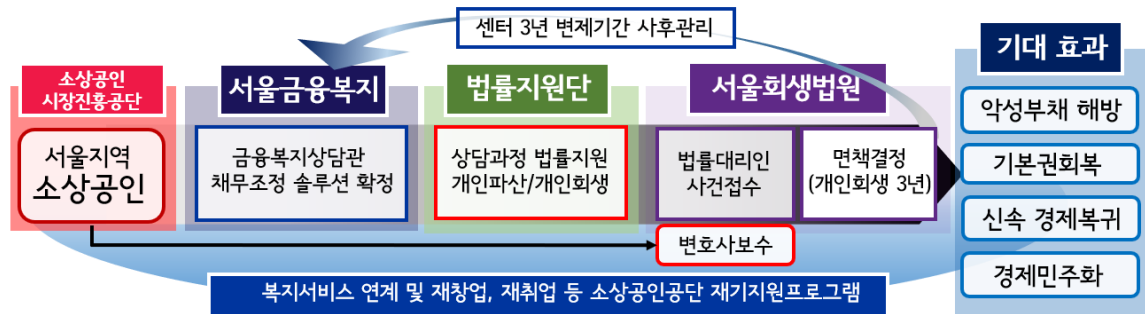 센터 3년 변제기간 사후관리
소상공인
시장진흥공단
서울지역
소상공인
서울금융복지
금융복지상담관
채무조정 솔루션 확정
법률지원단
상담과정 법률지원
개인파산/개인회생
서울회생법원
법률대리인
사건접수
면책결정
(개인회생 3년)
변호사보수
기대 효과
악성부채 해방
기본권회복
신속 경제복귀
경제민주화
복지서비스 연계 및 재창업, 재취업 등 소상공인공단 재기지원프로그램